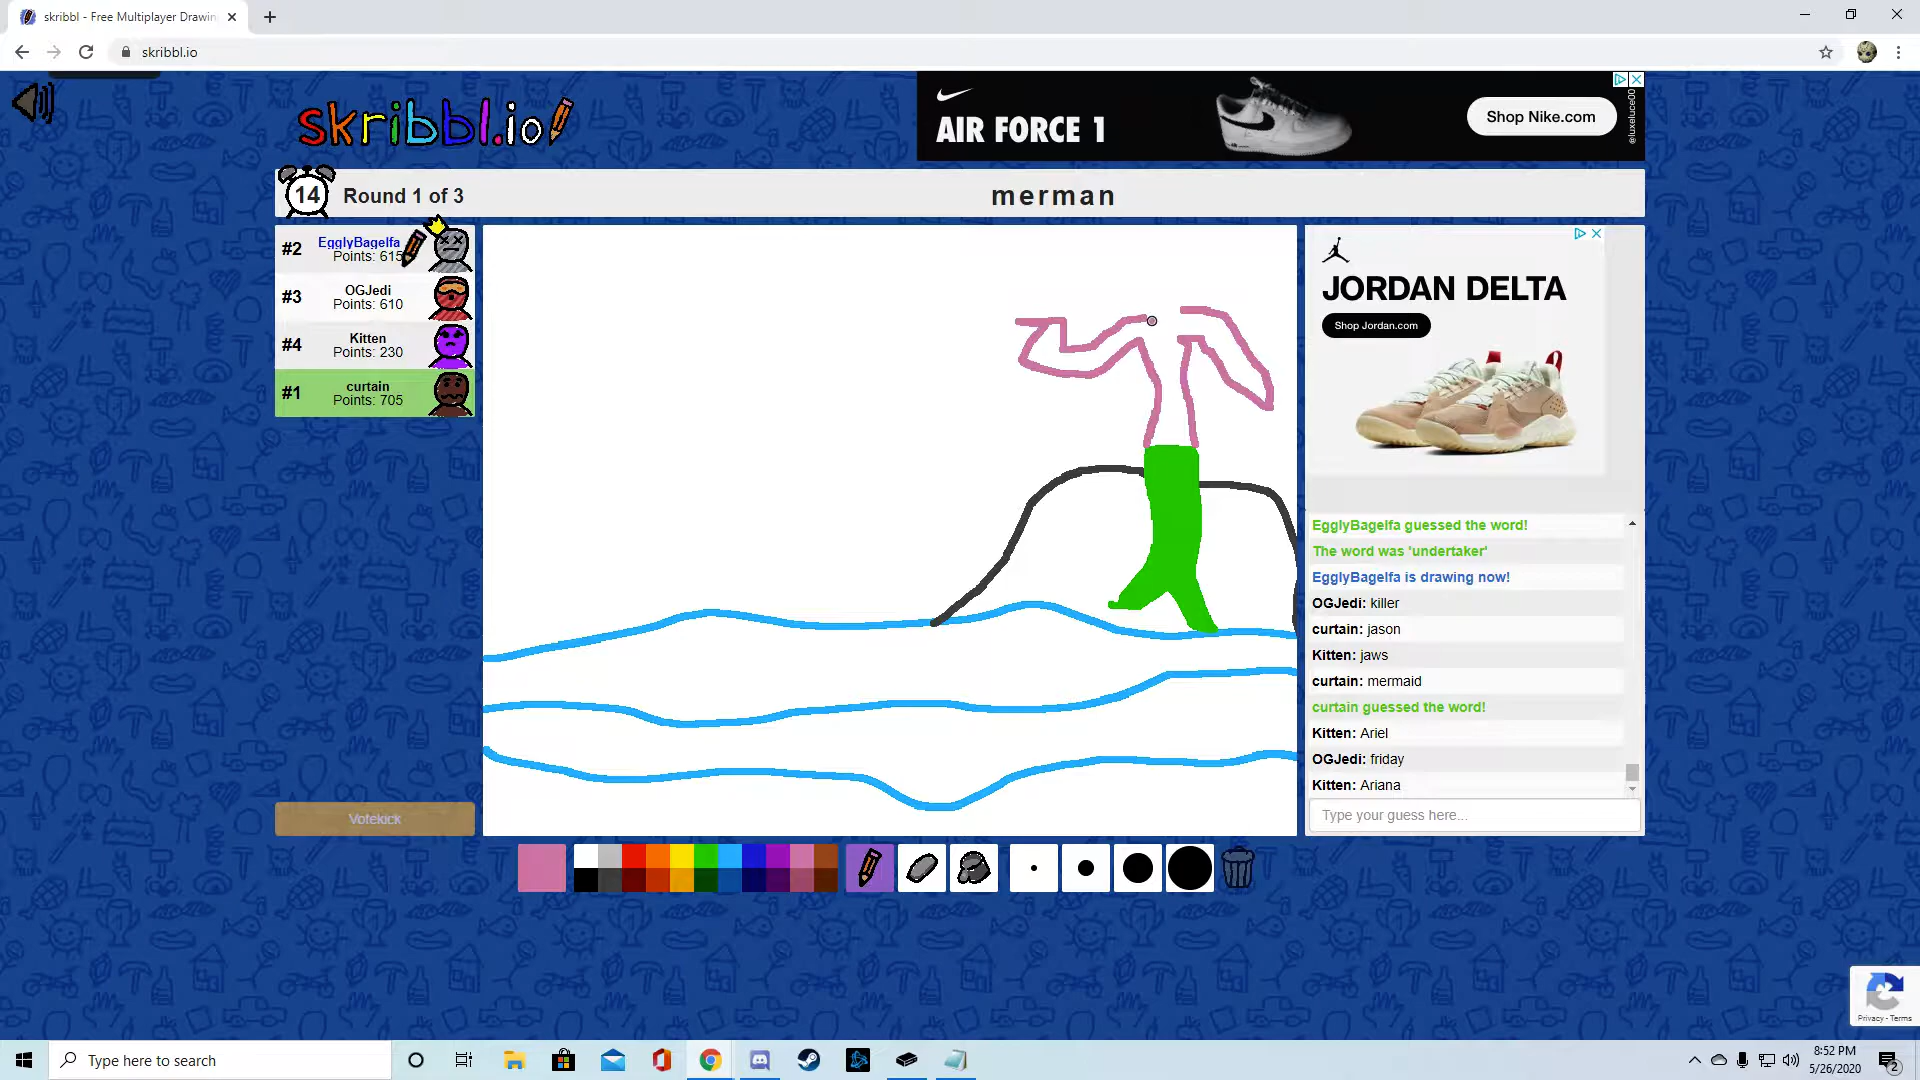 skribbl - Free Multiplayer Drawin
skribbl.io
skribbl.io
AIR FORCE 1
Shop Nike.com
@luxeluce00
14
Round 1 of 3
merman
#2
EgglyBagelfa
Points: 615
#3
OGJedi
Points: 610
#4
Kitten
Points: 230
#1
curtain
Points: 705
Votekick
JORDAN DELTA
Shop Jordan.com
EgglyBagelfa guessed the word!
The word was 'undertaker'
EgglyBagelfa is drawing now!
OGJedi: killer
curtain: jason
Kitten: jaws
curtain: mermaid
curtain guessed the word!
Kitten: Ariel
OGJedi: friday
Kitten: Ariana
Type your guess here...
Privacy - Terms
Type here to search
8:52 PM
5/26/2020
2